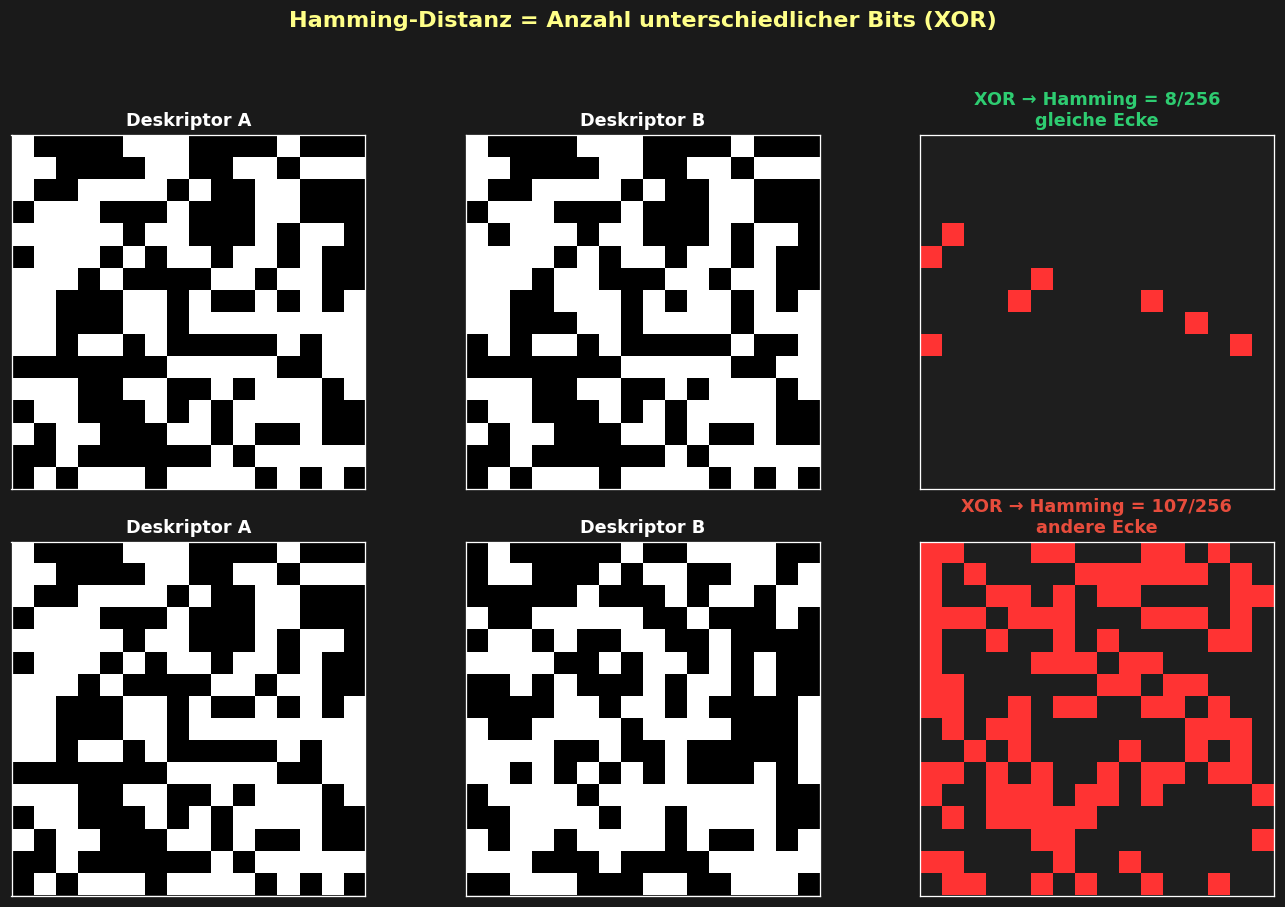 Hamming-Distanz = Anzahl unterschiedlicher Bits (XOR)
Deskriptor A
Deskriptor B
XOR → Hamming = 8/256
gleiche Ecke
Deskriptor A
Deskriptor B
XOR → Hamming = 107/256
andere Ecke